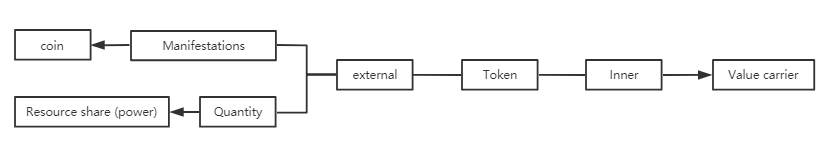 coin
Manifestations
external
Token
Inner
Value carrier
Resource share (power)
Quantity